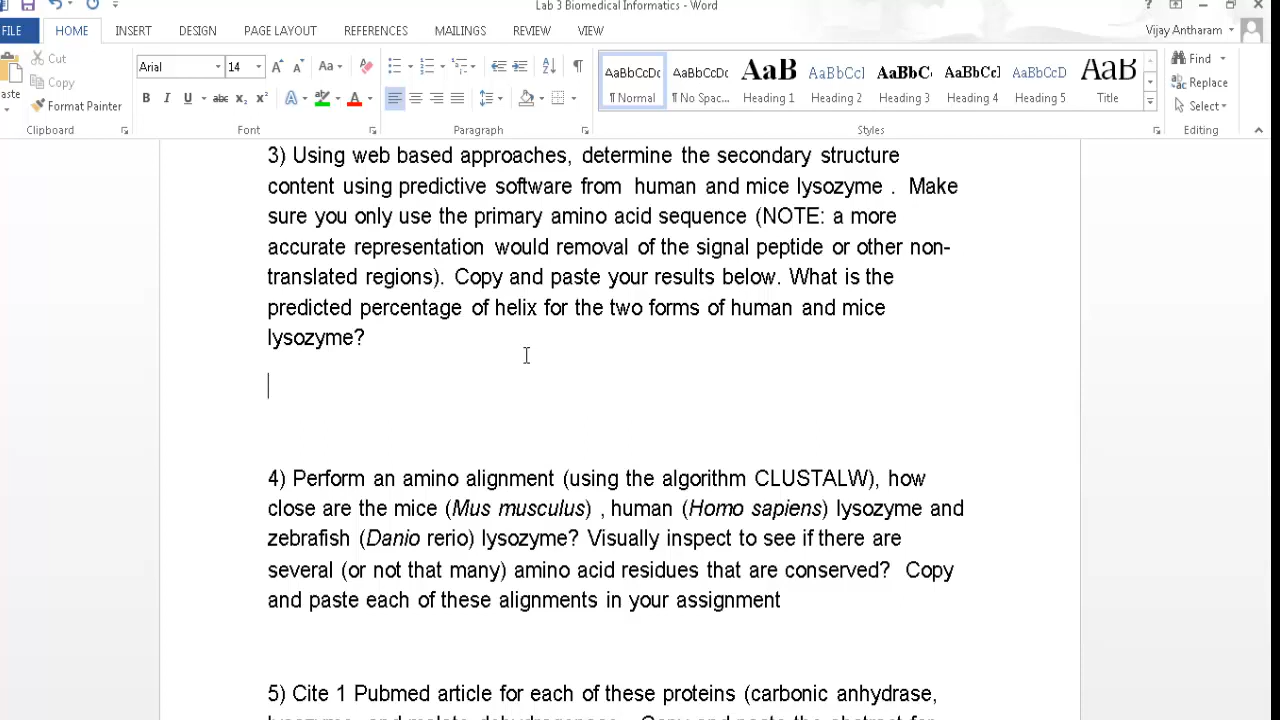 Lab 3 Biomedical Informatics - Word
?
FILE HOME INSERT DESIGN PAGE LAYOUT REFERENCES MAILINGS REVIEW VIEW Vijay Antharam
Cut
Copy
Format Painter
Clipboard
Arial 14 Aa
B I U abc X₂ X² A A
Font
Paragraph
AaBbCcDc AaBbCcDc AaB AaBbCcI AaBbC AaBbCcI AaBbCcD AaB
¶ Normal ¶ No Spac... Heading 1 Heading 2 Heading 3 Heading 4 Heading 5 Title
Styles
Find
Replace
Select
Editing
3) Using web based approaches, determine the secondary structure
content using predictive software from human and mice lysozyme . Make
sure you only use the primary amino acid sequence (NOTE: a more
accurate representation would removal of the signal peptide or other non-
translated regions). Copy and paste your results below. What is the
predicted percentage of helix for the two forms of human and mice
lysozyme?
4) Perform an amino alignment (using the algorithm CLUSTALW), how
close are the mice (Mus musculus) , human (Homo sapiens) lysozyme and
zebrafish (Danio rerio) lysozyme? Visually inspect to see if there are
several (or not that many) amino acid residues that are conserved? Copy
and paste each of these alignments in your assignment
5) Cite 1 Pubmed article for each of these proteins (carbonic anhydrase,